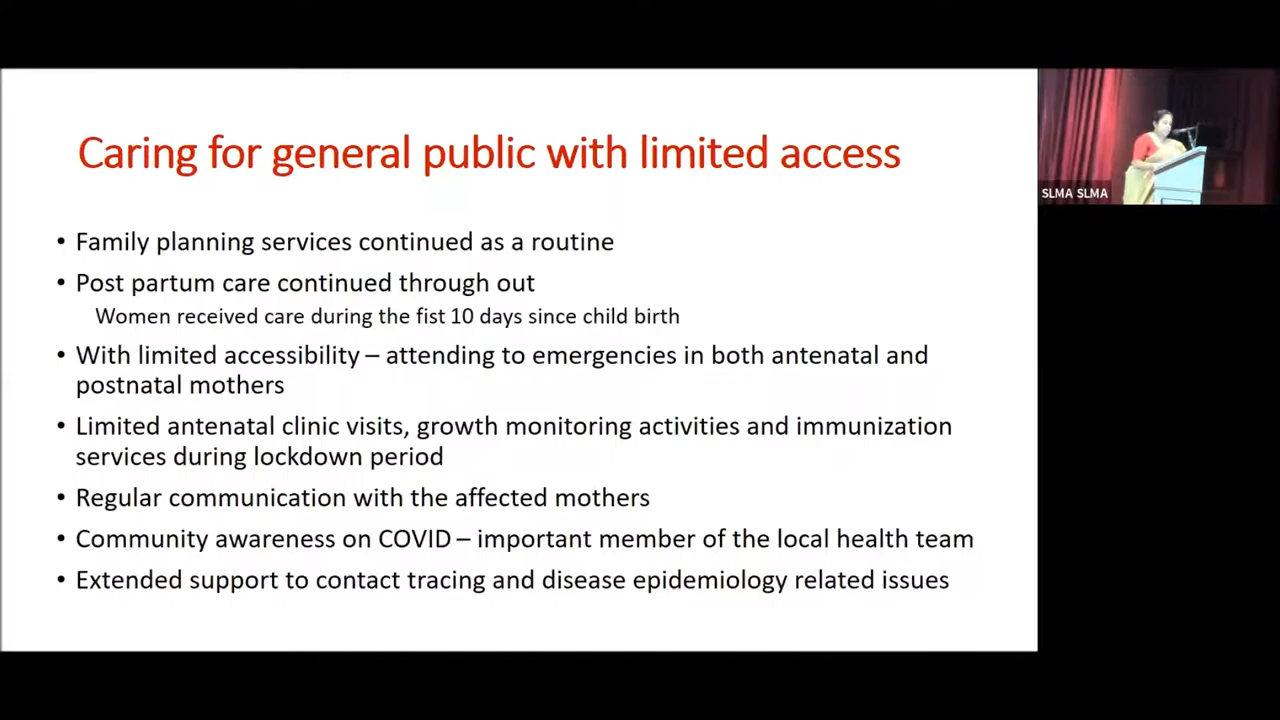 Caring for general public with limited access
• Family planning services continued as a routine
• Post partum care continued through out
Women received care during the fist 10 days since child birth
• With limited accessibility – attending to emergencies in both antenatal and
postnatal mothers
• Limited antenatal clinic visits, growth monitoring activities and immunization
services during lockdown period
• Regular communication with the affected mothers
• Community awareness on COVID – important member of the local health team
• Extended support to contact tracing and disease epidemiology related issues
SLMA SLMA